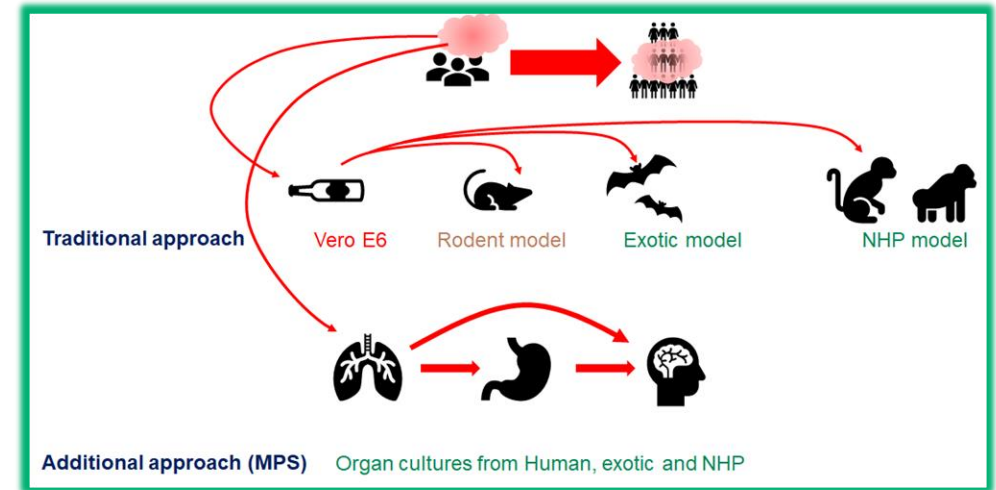 Traditional approach Vero E6 Rodent model Exotic model NHP model
Additional approach (MPS) Organ cultures from Human, exotic and NHP